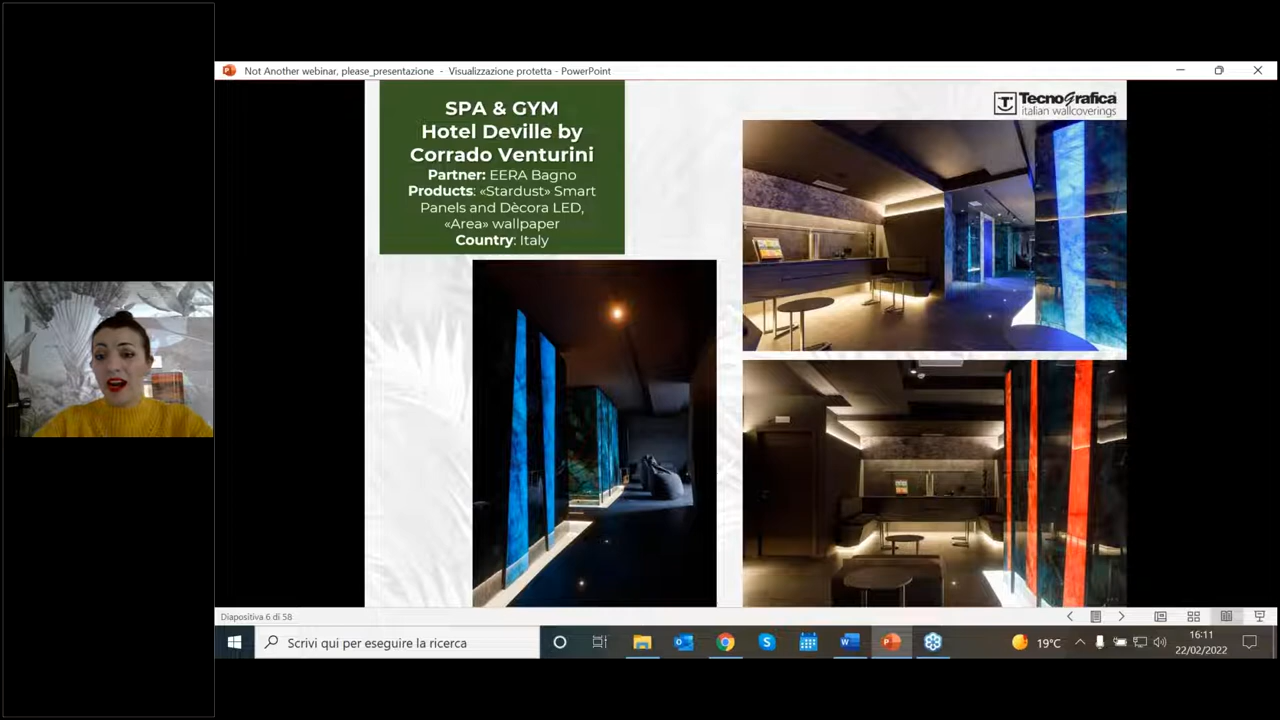 Not Another webinar, please_presentazione - Visualizzazione protetta - PowerPoint
SPA & GYM
Hotel Deville by
Corrado Venturini
Partner: EERA Bagno
Products: «Stardust» Smart
Panels and Dècora LED,
«Area» wallpaper
Country: Italy
Tecnografica
italian wallcoverings
Diapositiva 6 di 58
Scrivi qui per eseguire la ricerca
19°C
16:11
22/02/2022